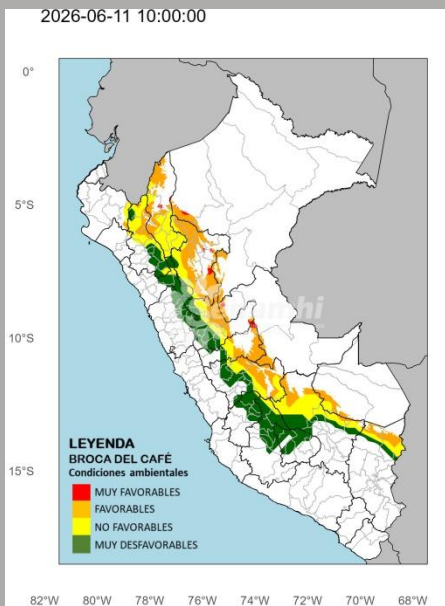 2026-06-11 10:00:00
0°
5°S
10°S
15°S
Senamhi
LEYENDA
BROCA DEL CAFÉ
Condiciones ambientales
MUY FAVORABLES
FAVORABLES
NO FAVORABLES
MUY DESFAVORABLES
82°W 80°W 78°W 76°W 74°W 72°W 70°W 68°W